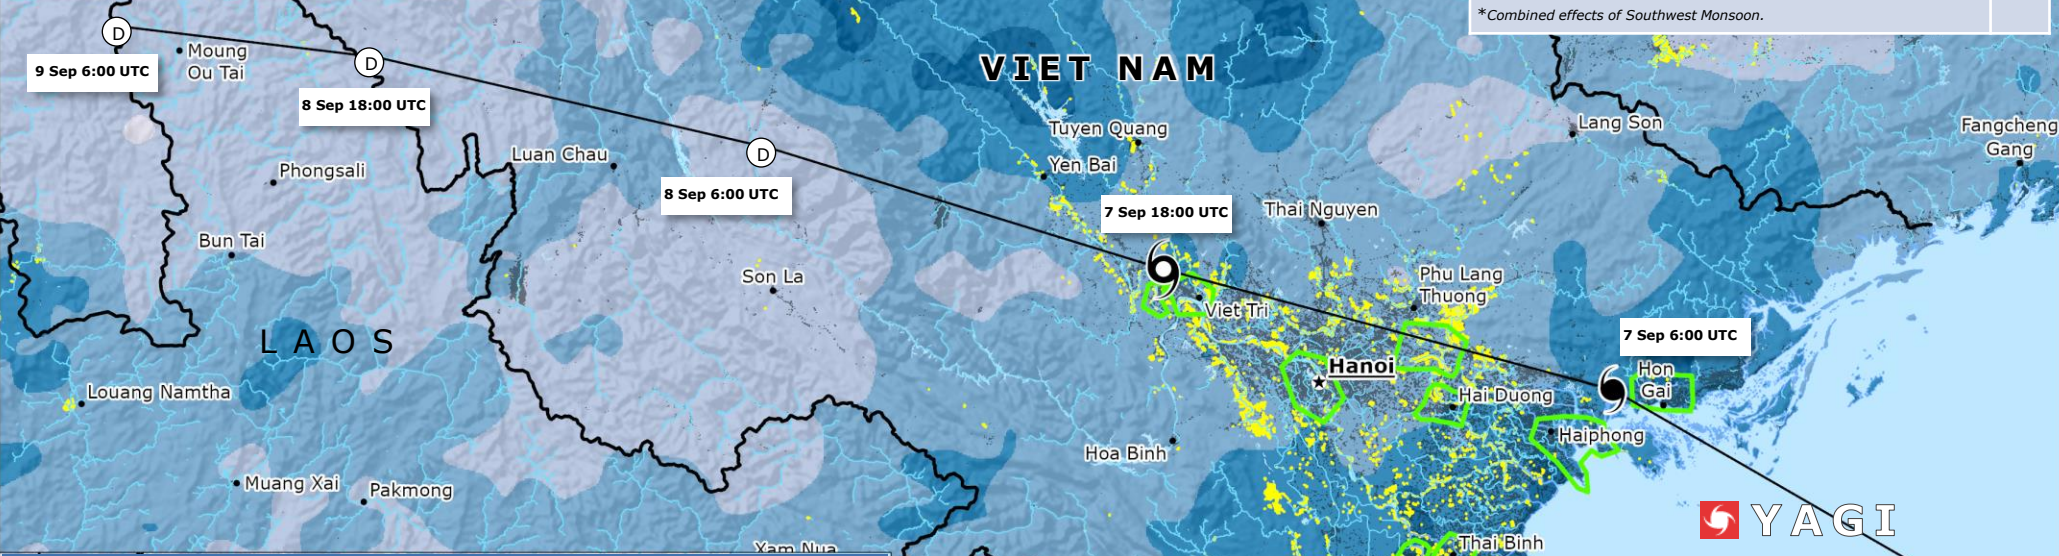 *Combined effects of Southwest Monsoon.
D
9 Sep 6:00 UTC
Moung
Ou Tai
D
8 Sep 18:00 UTC
VIET NAM
Tuyen Quang
Lang Son
Fangcheng
Gang
Luan Chau
D
8 Sep 6:00 UTC
Yen Bai
Phongsali
7 Sep 18:00 UTC
Thai Nguyen
Bun Tai
Son La
Phu Lang
Thuong
Viet Tri
LAOS
7 Sep 6:00 UTC
Hanoi
Hon
Gai
Louang Namtha
Hai Duong
Haiphong
Hoa Binh
Muang Xai
Pakmong
YAGI
Xam Nua
Thai Binh